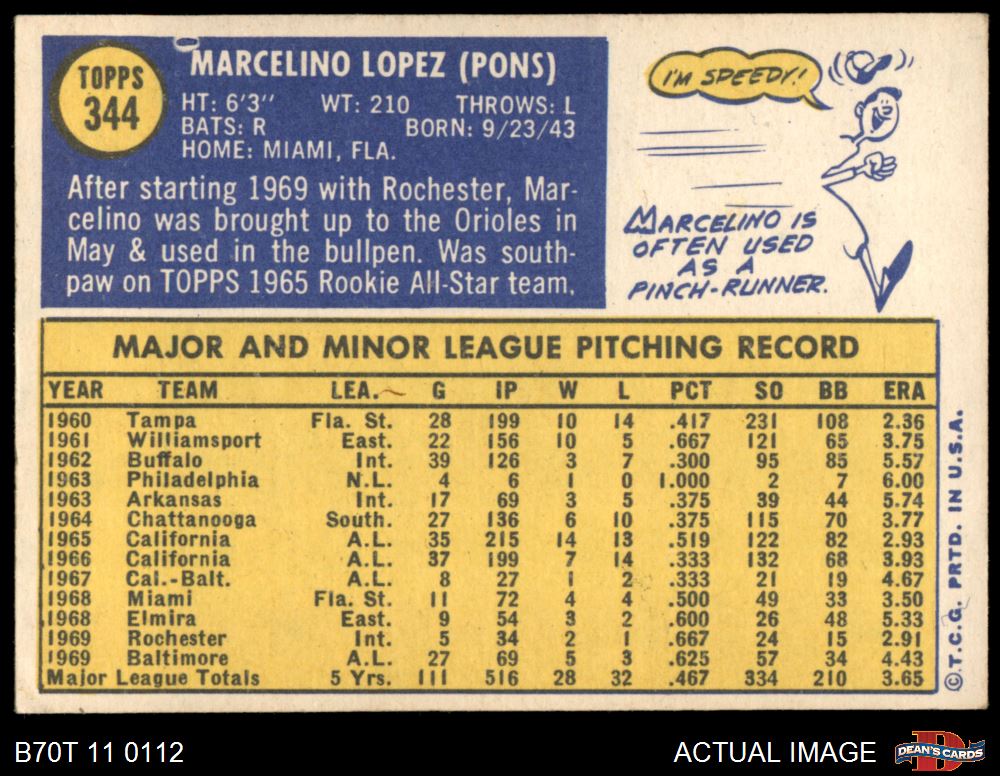 TOPPS
344
MARCELINO LOPEZ (PONS)
HT: 6'3" WT: 210 THROWS: L
BATS: R BORN: 9/23/43
HOME: MIAMI, FLA.
After starting 1969 with Rochester, Mar-
celino was brought up to the Orioles in
May & used in the bullpen. Was south-
paw on TOPPS 1965 Rookie All-Star team.
I'M SPEEDY!
MARCELINO IS
OFTEN USED
AS A
PINCH-RUNNER.
MAJOR AND MINOR LEAGUE PITCHING RECORD
YEAR TEAM LEA. G IP W L PCT SO BB ERA
1960 Tampa Fla. St. 28 199 10 14 .417 231 108 2.36
1961 Williamsport East. 22 156 10 5 .667 121 65 3.75
1962 Buffalo Int. 39 126 3 7 .300 95 85 5.57
1963 Philadelphia N.L. 4 6 1 0 1.000 2 7 6.00
1963 Arkansas Int. 17 69 3 5 .375 39 44 5.74
1964 Chattanooga South. 27 136 6 10 .375 115 70 3.77
1965 California A.L. 35 215 14 13 .519 122 82 2.93
1966 California A.L. 37 199 7 14 .333 132 68 3.93
1967 Cal.-Balt. A.L. 8 27 1 2 .333 21 19 4.67
1968 Miami Fla. St. 11 72 4 4 .500 49 33 3.50
1968 Elmira East. 9 54 3 2 .600 26 48 5.33
1969 Rochester Int. 5 34 2 1 .667 24 15 2.91
1969 Baltimore A.L. 27 69 5 3 .625 57 34 4.43
Major League Totals 5 Yrs. 111 516 28 32 .467 334 210 3.65
©T.C.G. PRTD. IN U.S.A.
B70T 11 0112
ACTUAL IMAGE
DEAN'S CARDS